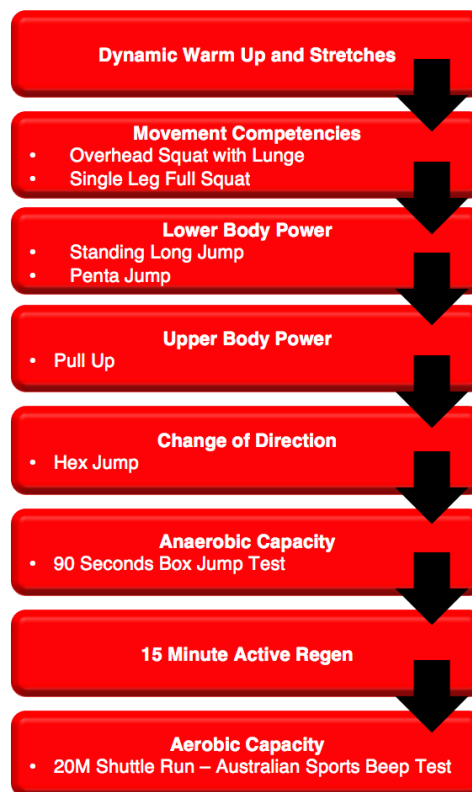 Dynamic Warm Up and Stretches
Movement Competencies
• Overhead Squat with Lunge
• Single Leg Full Squat
Lower Body Power
• Standing Long Jump
• Penta Jump
Upper Body Power
• Pull Up
Change of Direction
• Hex Jump
Anaerobic Capacity
• 90 Seconds Box Jump Test
15 Minute Active Regen
Aerobic Capacity
• 20M Shuttle Run – Australian Sports Beep Test